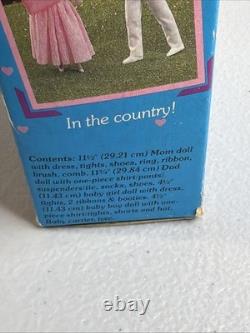 In the country!
Contents: 11½" (29.21 cm) Mom doll
with dress, tights, shoes, ring, ribbon,
brush, comb. 11¾" (29.84 cm) Dad
doll with one-piece shirt/pants,
suspenders/tie, socks, shoes, 4½"
(11.43 cm) baby girl doll with dress,
tights, 2 ribbons & booties. 4½"
(11.43 cm) baby boy doll with one-
piece shirt/tights, shorts and hat.
Baby, carrier,